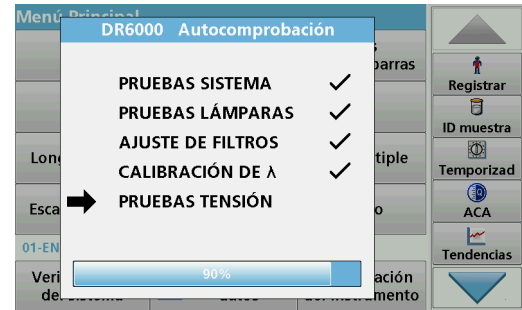 Menú Principal
DR6000 Autocomprobación
barras
PRUEBAS SISTEMA
PRUEBAS LÁMPARAS
AJUSTE DE FILTROS
CALIBRACIÓN DE λ
PRUEBAS TENSIÓN
90%
Registrar
ID muestra
Temporizad
ACA
Tendencias